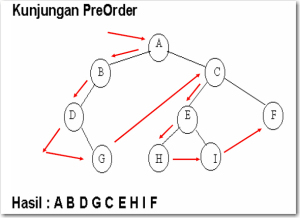 Kunjungan PreOrder
A
B
C
D
E
F
G
H
I
Hasil : A B D G C E H I F